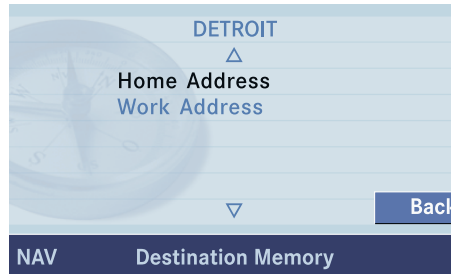 DETROIT
Home Address
Work Address
Back
NAV Destination Memory